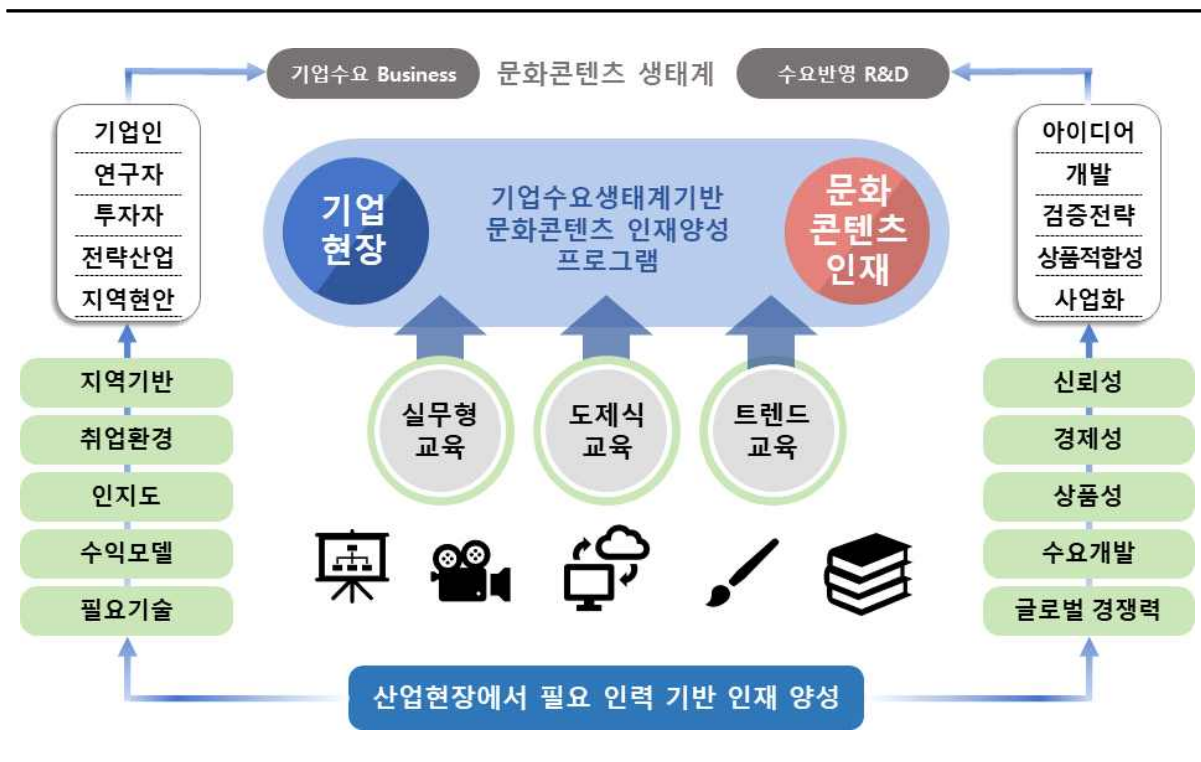 기업수요 Business
문화콘텐츠 생태계
수요반영 R&D
기업인
연구자
투자자
전략산업
지역현안
기업
현장
기업수요생태계기반
문화콘텐츠 인재양성
프로그램
문화
콘텐츠
인재
아이디어
개발
검증전략
상품적합성
사업화
지역기반
취업환경
인지도
수익모델
필요기술
실무형
교육
도제식
교육
트렌드
교육
신뢰성
경제성
상품성
수요개발
글로벌 경쟁력
산업현장에서 필요 인력 기반 인재 양성